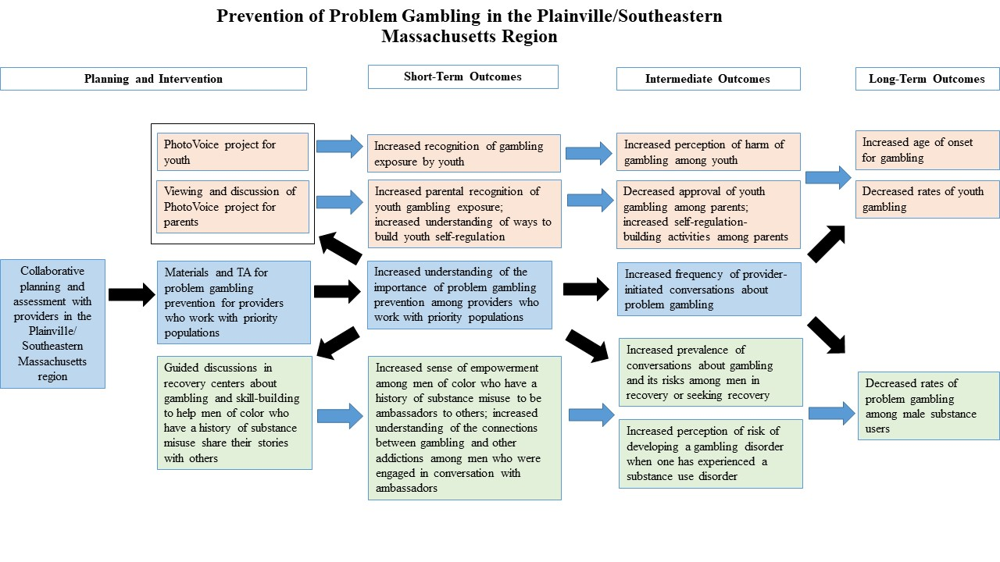 Prevention of Problem Gambling in the Plainville/Southeastern
Massachusetts Region
Planning and Intervention
Short-Term Outcomes
Intermediate Outcomes
Long-Term Outcomes
PhotoVoice project for
youth
Increased recognition of gambling
exposure by youth
Increased perception of harm of
gambling among youth
Increased age of onset
for gambling
Viewing and discussion of
PhotoVoice project for
parents
Increased parental recognition of
youth gambling exposure;
increased understanding of ways to
build youth self-regulation
Decreased approval of youth
gambling among parents;
increased self-regulation-
building activities among parents
Decreased rates of youth
gambling
Collaborative
planning and
assessment with
providers in the
Plainville/
Southeastern
Massachusetts
region
Materials and TA for
problem gambling
prevention for providers
who work with priority
populations
Increased understanding of the
importance of problem gambling
prevention among providers who
work with priority populations
Increased frequency of provider-
initiated conversations about
problem gambling
Guided discussions in
recovery centers about
gambling and skill-building
to help men of color who
have a history of substance
misuse share their stories
with others
Increased sense of empowerment
among men of color who have a
history of substance misuse to be
ambassadors to others; increased
understanding of the connections
between gambling and other
addictions among men who were
engaged in conversation with
ambassadors
Increased prevalence of
conversations about gambling
and its risks among men in
recovery or seeking recovery
Increased perception of risk of
developing a gambling disorder
when one has experienced a
substance use disorder
Decreased rates of
problem gambling
among male substance
users